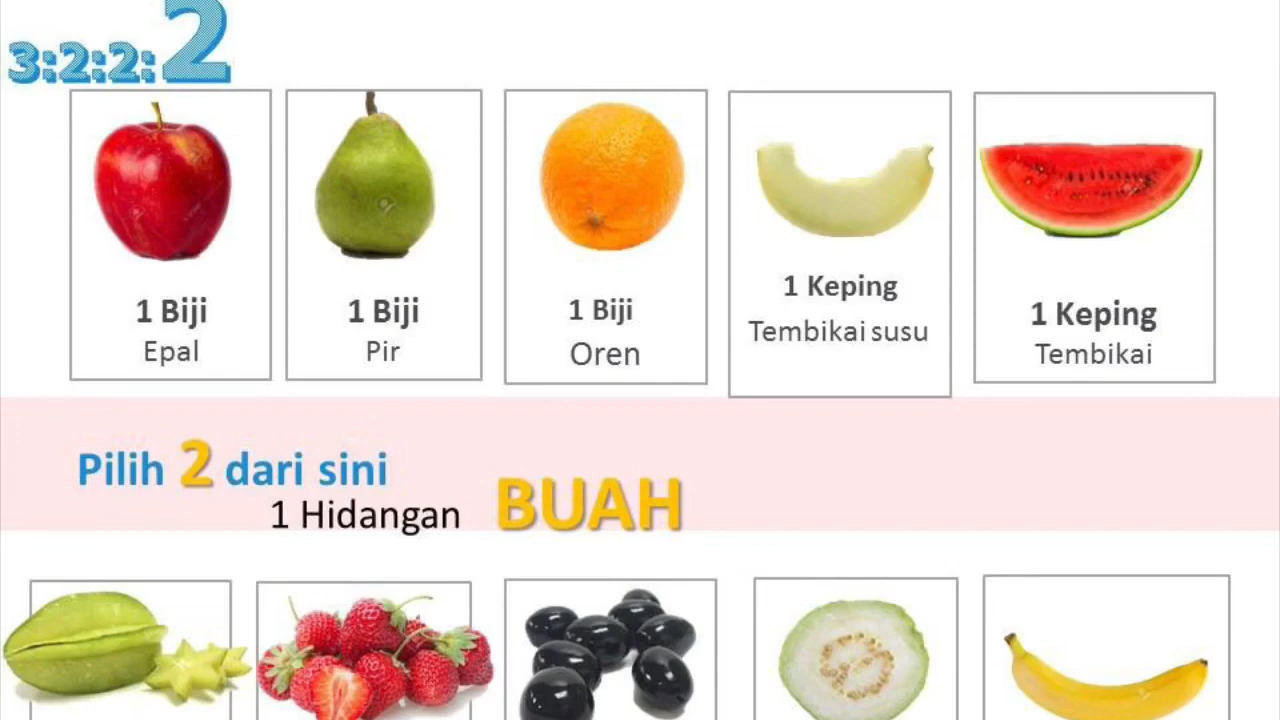 3:2:2:2
1 Biji
Epal
1 Biji
Pir
1 Biji
Oren
1 Keping
Tembikai susu
1 Keping
Tembikai
Pilih 2 dari sini
1 Hidangan BUAH